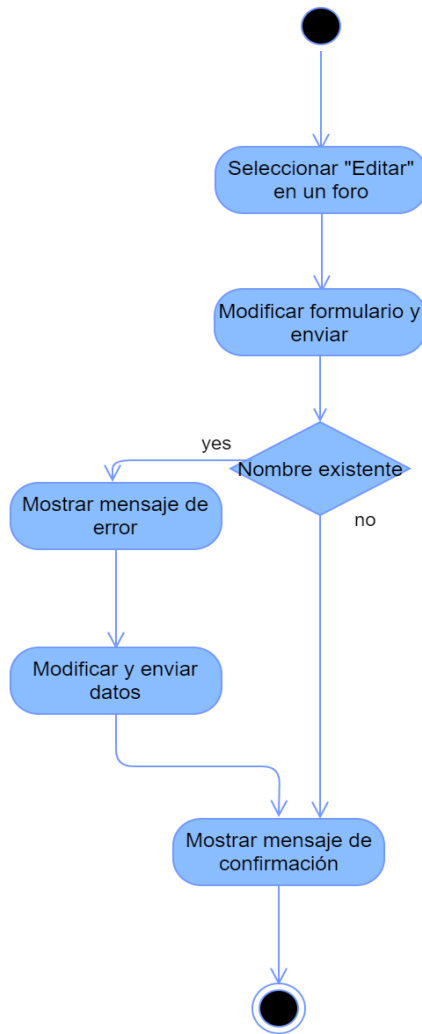 Seleccionar "Editar"
en un foro
Modificar formulario y
enviar
yes
Nombre existente
Mostrar mensaje de
error
no
Modificar y enviar
datos
Mostrar mensaje de
confirmación